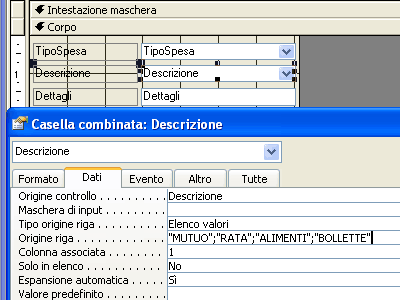 Intestazione maschera
Corpo
TipoSpesa TipoSpesa
Descrizione Descrizione
1
Dettagli Dettagli
Casella combinata: Descrizione
Descrizione
Formato Dati Evento Altro Tutte
Origine controllo . . . . . . . . . . Descrizione
Maschera di input . . . . . . . . .
Tipo origine riga . . . . . . . . . . Elenco valori
Origine riga . . . . . . . . . . . . . "MUTUO";"RATA";"ALIMENTI";"BOLLETTE"
Colonna associata . . . . . . . . . 1
Solo in elenco . . . . . . . . . . . . No
Espansione automatica . . . . . . Sì
Valore predefinito . . . . . . . . .